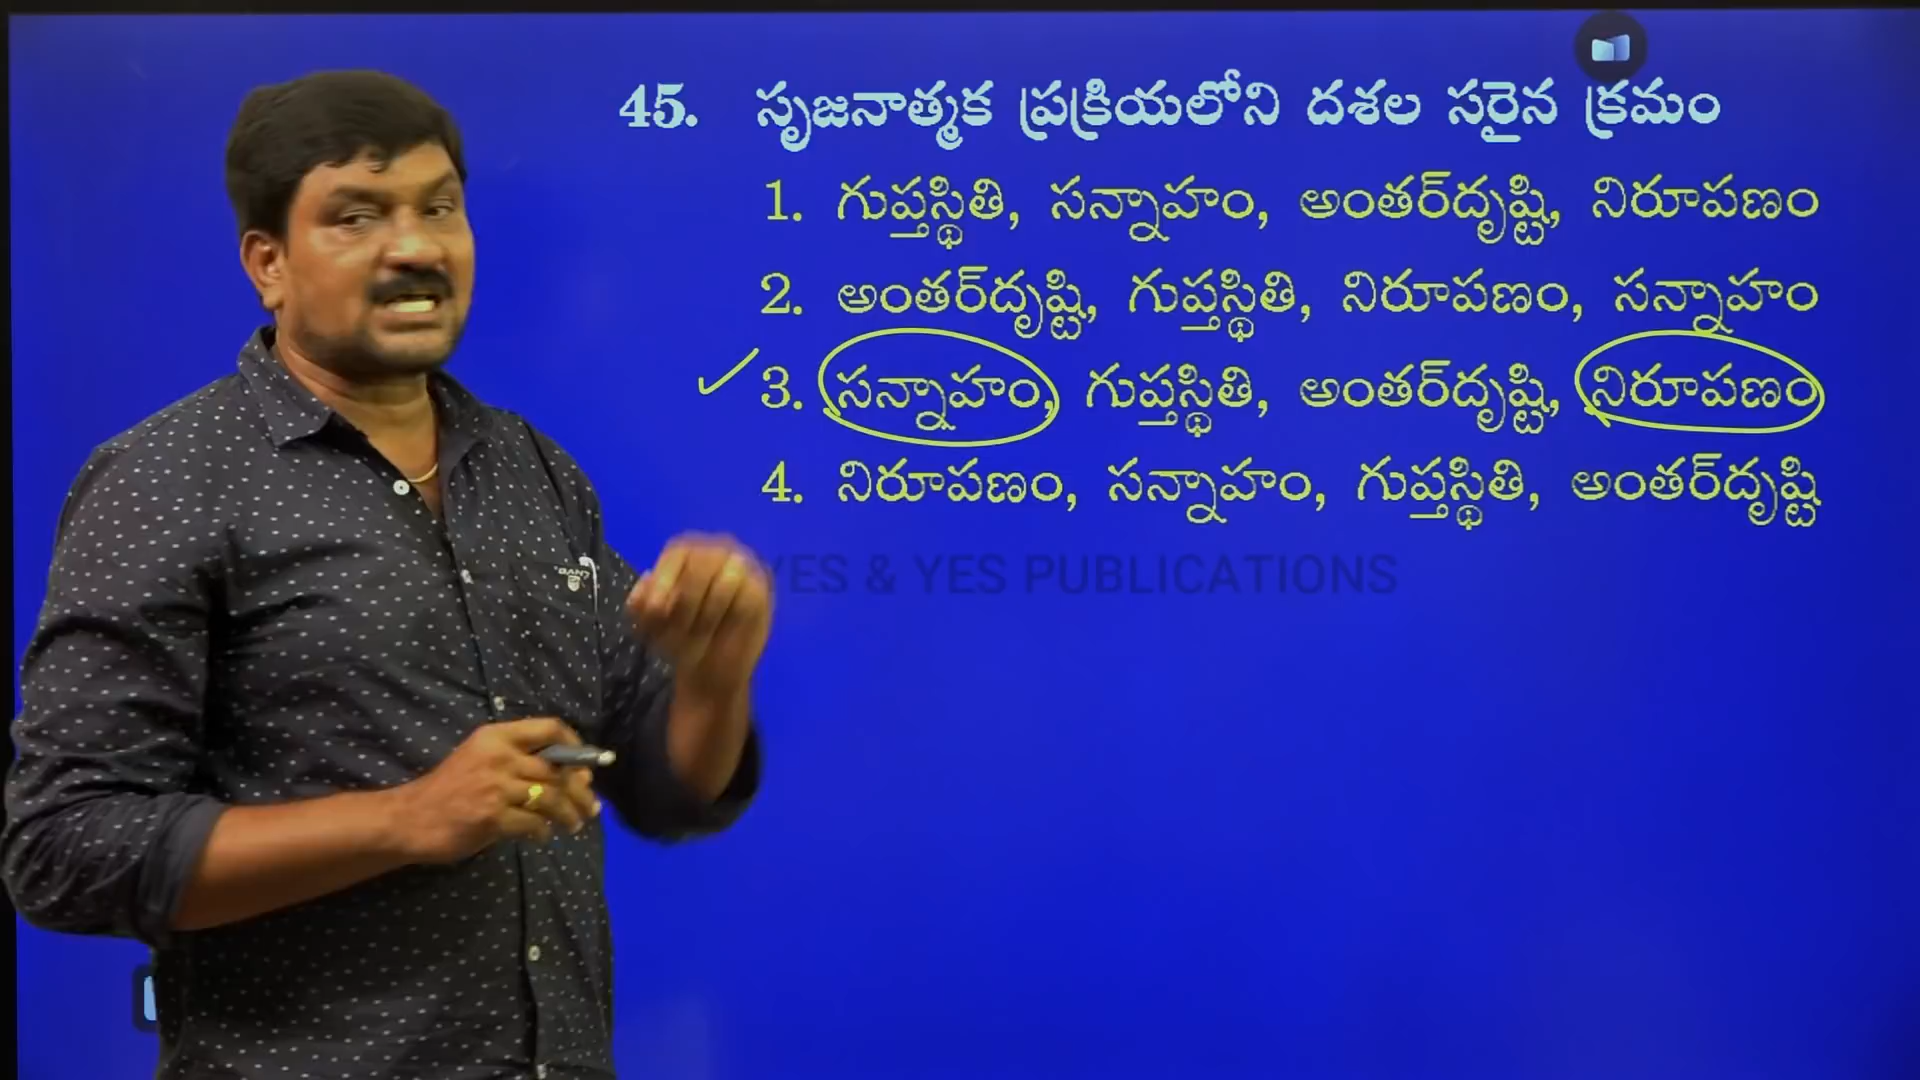 45. సృజనాత్మక ప్రక్రియలోని దశల సరైన క్రమం
1. గుప్తస్థితి, సన్నాహం, అంతర్‌దృష్టి, నిరూపణం
2. అంతర్‌దృష్టి, గుప్తస్థితి, నిరూపణం, సన్నాహం
3. సన్నాహం, గుప్తస్థితి, అంతర్‌దృష్టి, నిరూపణం
4. నిరూపణం, సన్నాహం, గుప్తస్థితి, అంతర్‌దృష్టి
YES & YES PUBLICATIONS